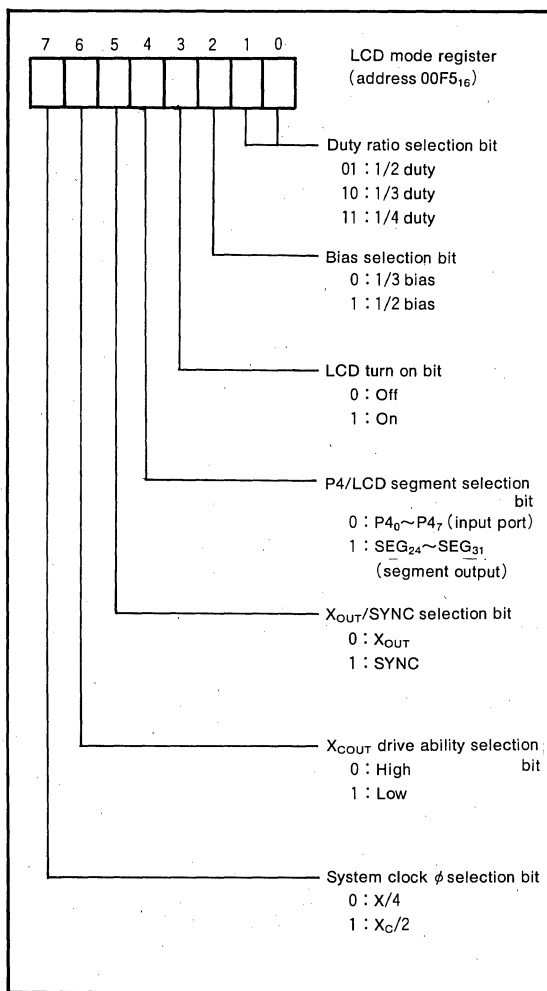 7 6 5 4 3 2 1 0
LCD mode register
(address 00F5₁₆)
Duty ratio selection bit
01 : 1/2 duty
10 : 1/3 duty
11 : 1/4 duty
Bias selection bit
0 : 1/3 bias
1 : 1/2 bias
LCD turn on bit
0 : Off
1 : On
P4/LCD segment selection
bit
0 : P4₀~P4₇ (input port)
1 : SEG₂₄~SEG₃₁
(segment output)
X_OUT/SYNC selection bit
0 : X_OUT
1 : SYNC
X_COUT drive ability selection
bit
0 : High
1 : Low
System clock ϕ selection bit
0 : X/4
1 : X_C/2